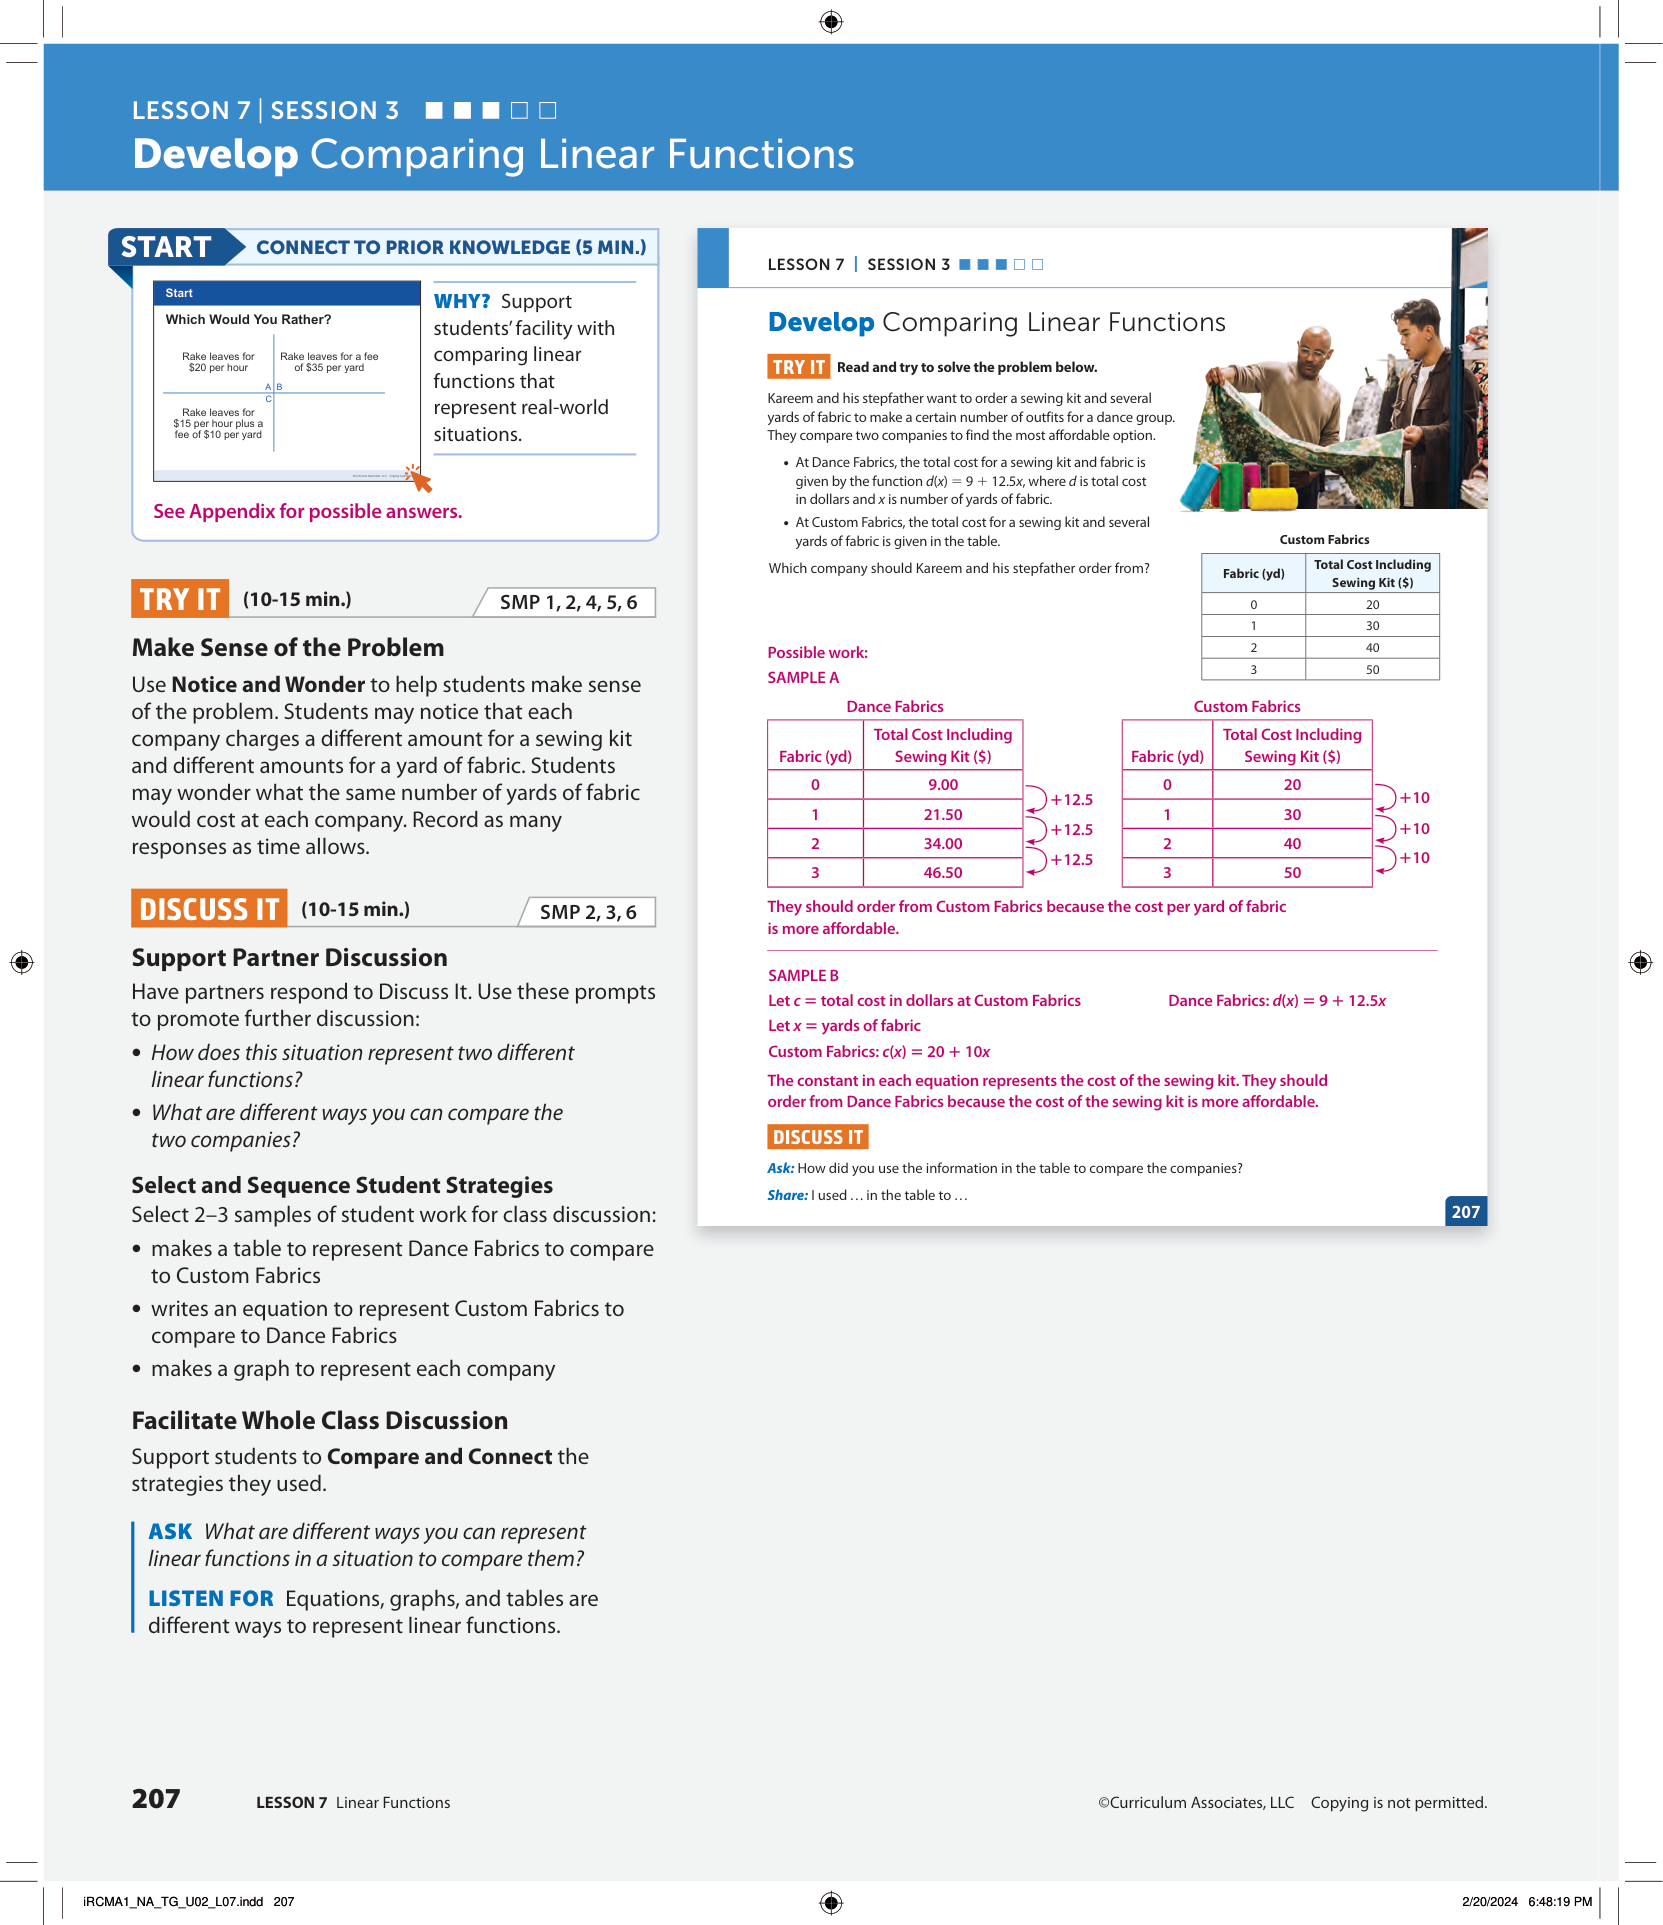 LESSON 7 | SESSION 3
Develop Comparing Linear Functions
START
CONNECT TO PRIOR KNOWLEDGE (5 MIN.)
Start
Which Would You Rather?
Rake leaves for
$20 per hour
Rake leaves for a fee
of $35 per yard
A B
C
Rake leaves for
$15 per hour plus a
fee of $10 per yard
WHY? Support
students’ facility with
comparing linear
functions that
represent real-world
situations.
See Appendix for possible answers.
TRY IT (10-15 min.)
SMP 1, 2, 4, 5, 6
Make Sense of the Problem
Use Notice and Wonder to help students make sense
of the problem. Students may notice that each
company charges a different amount for a sewing kit
and different amounts for a yard of fabric. Students
may wonder what the same number of yards of fabric
would cost at each company. Record as many
responses as time allows.
DISCUSS IT (10-15 min.)
SMP 2, 3, 6
Support Partner Discussion
Have partners respond to Discuss It. Use these prompts
to promote further discussion:
• How does this situation represent two different
linear functions?
• What are different ways you can compare the
two companies?
Select and Sequence Student Strategies
Select 2–3 samples of student work for class discussion:
• makes a table to represent Dance Fabrics to compare
to Custom Fabrics
• writes an equation to represent Custom Fabrics to
compare to Dance Fabrics
• makes a graph to represent each company
Facilitate Whole Class Discussion
Support students to Compare and Connect the
strategies they used.
ASK What are different ways you can represent
linear functions in a situation to compare them?
LISTEN FOR Equations, graphs, and tables are
different ways to represent linear functions.
LESSON 7 | SESSION 3
Develop Comparing Linear Functions
TRY IT Read and try to solve the problem below.
Kareem and his stepfather want to order a sewing kit and several
yards of fabric to make a certain number of outfits for a dance group.
They compare two companies to find the most affordable option.
• At Dance Fabrics, the total cost for a sewing kit and fabric is
given by the function d(x) = 9 + 12.5x, where d is total cost
in dollars and x is number of yards of fabric.
• At Custom Fabrics, the total cost for a sewing kit and several
yards of fabric is given in the table.
Which company should Kareem and his stepfather order from?
Custom Fabrics
Fabric (yd) Total Cost Including
Sewing Kit ($)
0 20
1 30
2 40
3 50
Possible work:
SAMPLE A
Dance Fabrics
Fabric (yd) Total Cost Including
Sewing Kit ($)
0 9.00
1 21.50
2 34.00
3 46.50
+12.5
+12.5
+12.5
Custom Fabrics
Fabric (yd) Total Cost Including
Sewing Kit ($)
0 20
1 30
2 40
3 50
+10
+10
+10
They should order from Custom Fabrics because the cost per yard of fabric
is more affordable.
SAMPLE B
Let c = total cost in dollars at Custom Fabrics
Dance Fabrics: d(x) = 9 + 12.5x
Let x = yards of fabric
Custom Fabrics: c(x) = 20 + 10x
The constant in each equation represents the cost of the sewing kit. They should
order from Dance Fabrics because the cost of the sewing kit is more affordable.
DISCUSS IT
Ask: How did you use the information in the table to compare the companies?
Share: I used . . . in the table to . . .
207
207 LESSON 7 Linear Functions
©Curriculum Associates, LLC Copying is not permitted.
iRCMA1_NA_TG_U02_L07.indd 207
2/20/2024 6:48:19 PM